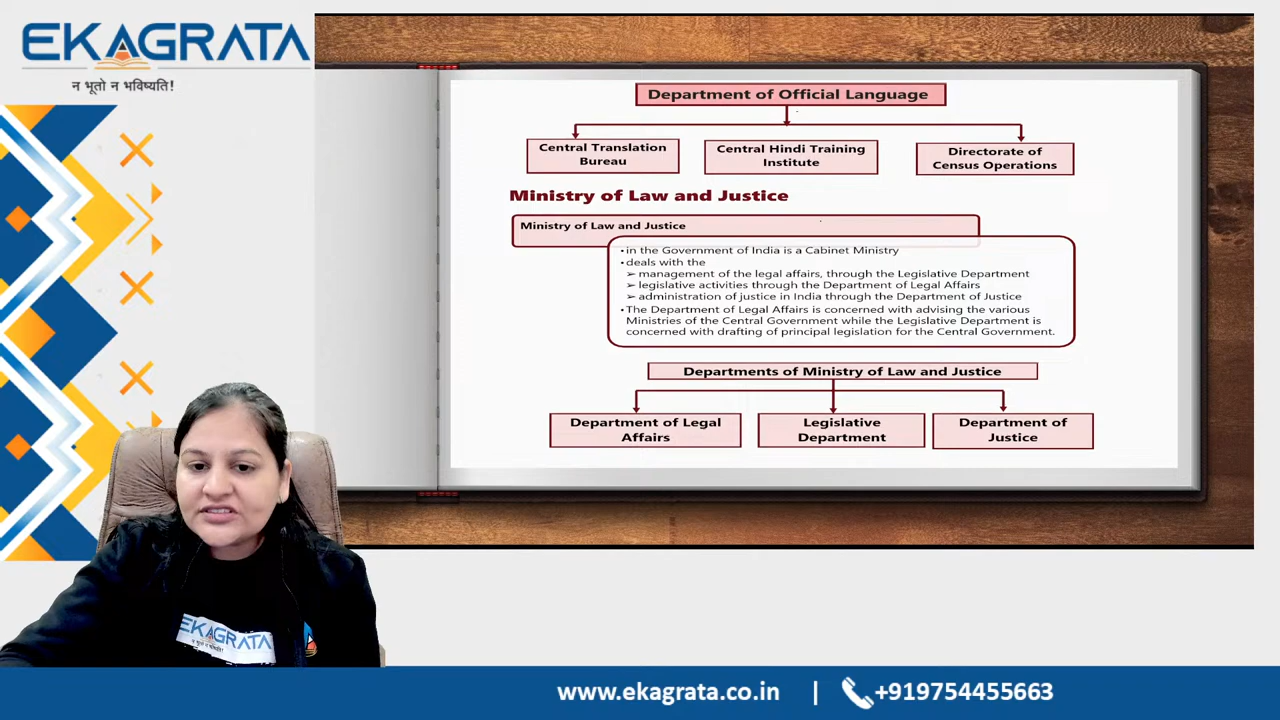 EKAGRATA
न भूतो न भविष्यति!
Department of Official Language
Central Translation
Bureau
Central Hindi Training
Institute
Directorate of
Census Operations
Ministry of Law and Justice
Ministry of Law and Justice
•in the Government of India is a Cabinet Ministry
•deals with the
➢ management of the legal affairs, through the Legislative Department
➢ legislative activities through the Department of Legal Affairs
➢ administration of justice in India through the Department of Justice
•The Department of Legal Affairs is concerned with advising the various
Ministries of the Central Government while the Legislative Department is
concerned with drafting of principal legislation for the Central Government.
Departments of Ministry of Law and Justice
Department of Legal
Affairs
Legislative
Department
Department of
Justice
EKAGRATA
न भूतो न भविष्यति!
www.ekagrata.co.in | +919754455663